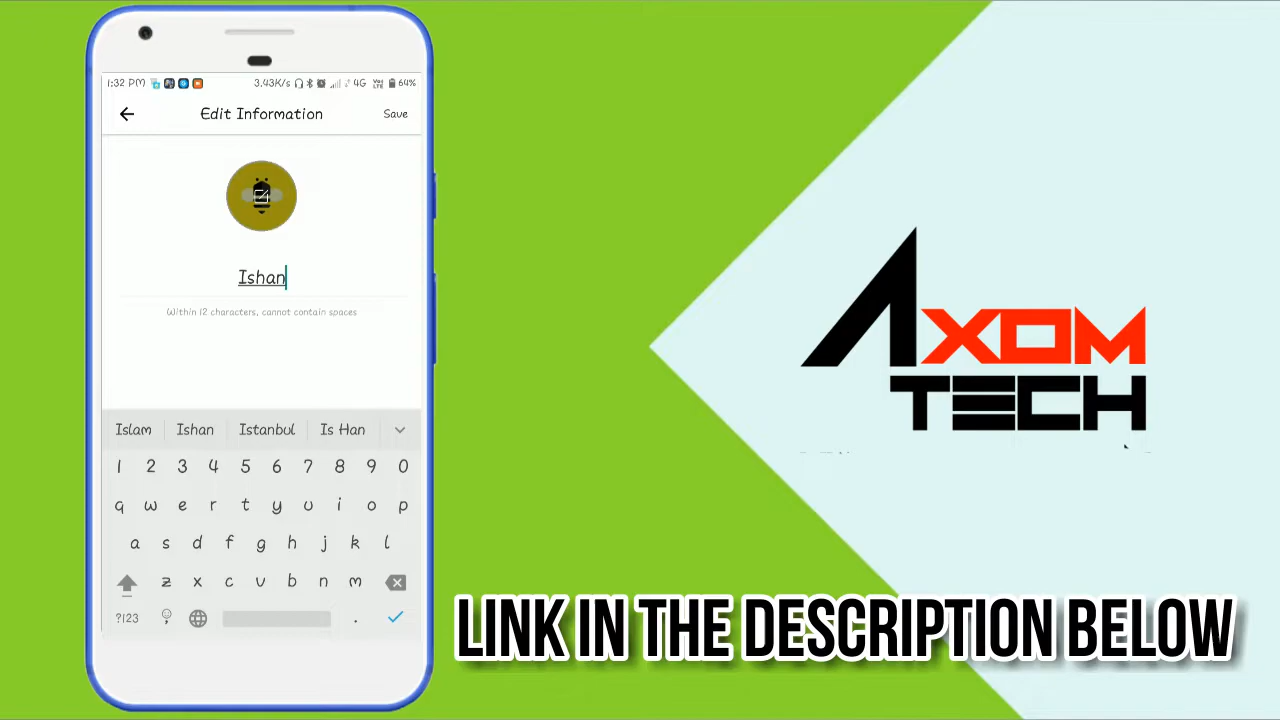 1:32 PM 3.43K/s 4G 64%
Edit Information Save
Ishan
Within 12 characters, cannot contain spaces
Islam Ishan Istanbul Is Han
1 2 3 4 5 6 7 8 9 0
q w e r t y u i o p
a s d f g h j k l
z x c v b n m
?123 .
AXOM
TECH
LINK IN THE DESCRIPTION BELOW